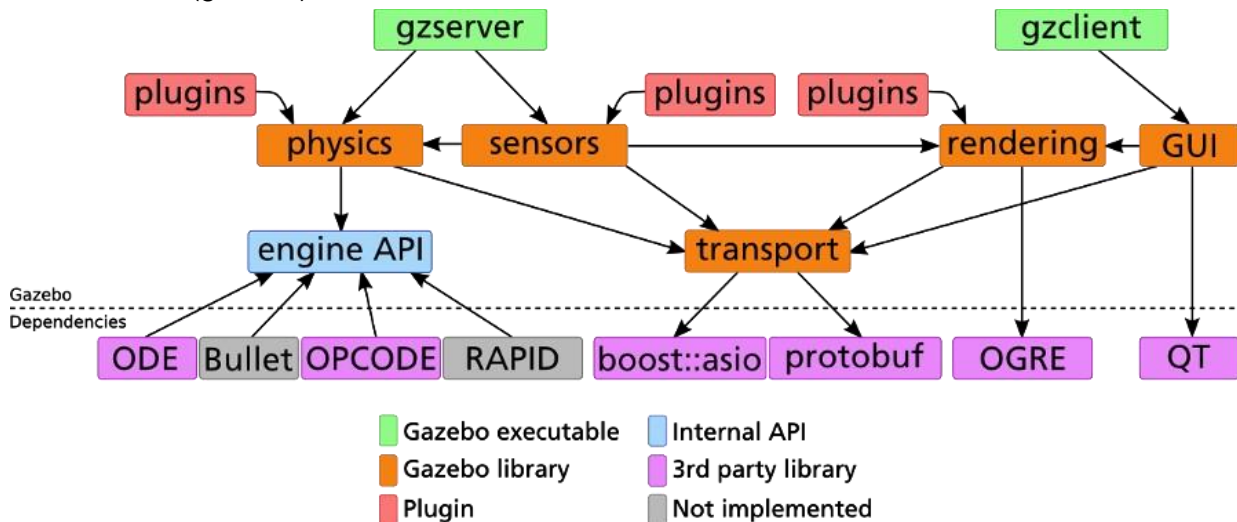 gzserver
gzclient
plugins
plugins
plugins
physics
sensors
rendering
GUI
engine API
transport
Gazebo
Dependencies
ODE
Bullet
OPCODE
RAPID
boost::asio
protobuf
OGRE
QT
Gazebo executable
Internal API
Gazebo library
3rd party library
Plugin
Not implemented